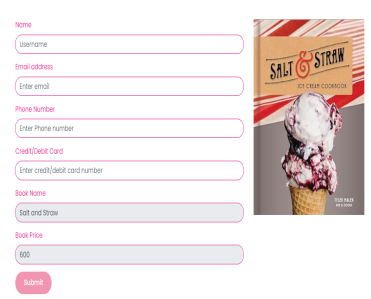 Name
Username
Email address
Enter email
Phone Number
Enter Phone number
Credit/Debit Card
Enter credit/debit card number
Book Name
Salt and Straw
Book Price
600
Submit
SALT & STRAW
ICE CREAM COOKBOOK
TYLER MALEK